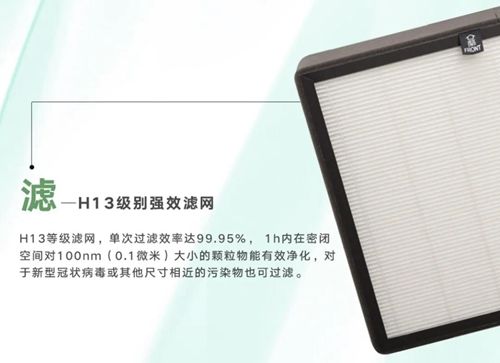 FRONT
滤—H13级别强效滤网
H13等级滤网，单次过滤效率达99.95%， 1h内在密闭
空间对100nm（0.1微米）大小的颗粒物能有效净化，对
于新型冠状病毒或其他尺寸相近的污染物也可过滤。